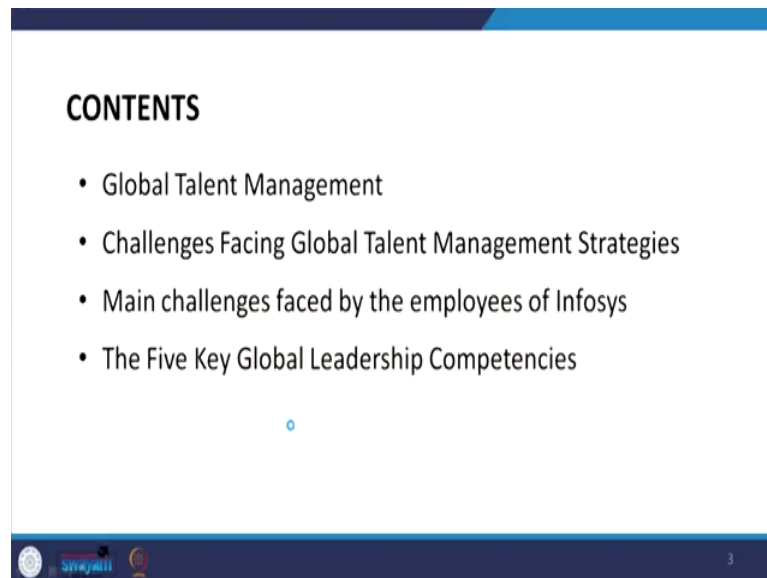 CONTENTS
• Global Talent Management
• Challenges Facing Global Talent Management Strategies
• Main challenges faced by the employees of Infosys
• The Five Key Global Leadership Competencies
swayam
3